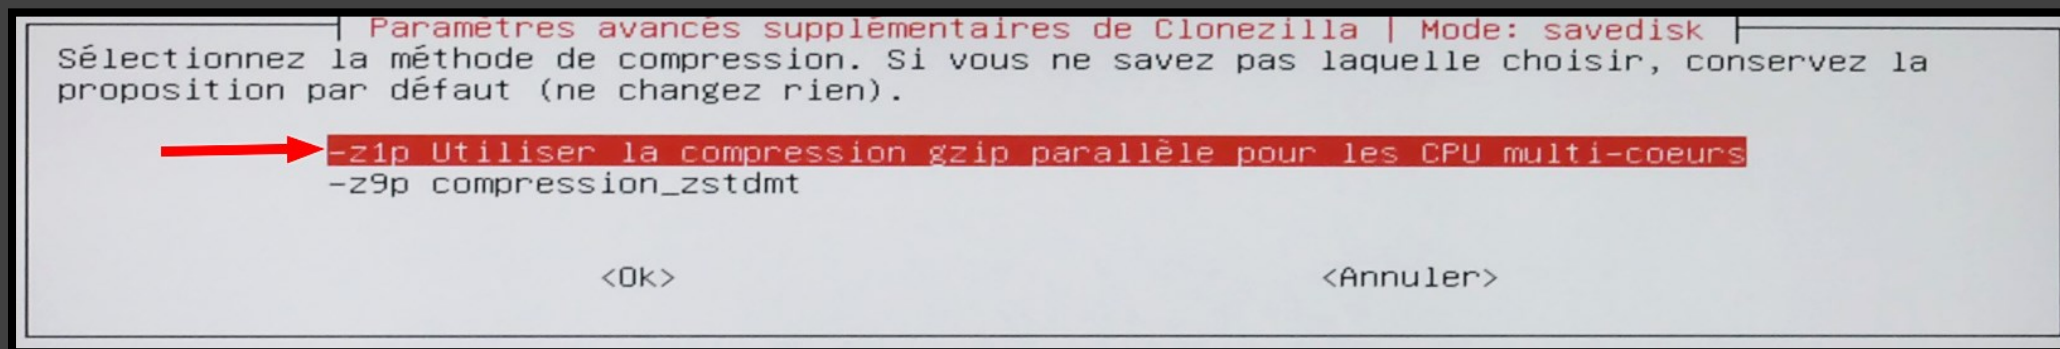 Paramètres avancés supplémentaires de Clonezilla | Mode: savedisk
Sélectionnez la méthode de compression. Si vous ne savez pas laquelle choisir, conservez la
proposition par défaut (ne changez rien).
-z1p Utiliser la compression gzip parallèle pour les CPU multi-coeurs
-z9p compression_zstdmt
<Ok> <Annuler>